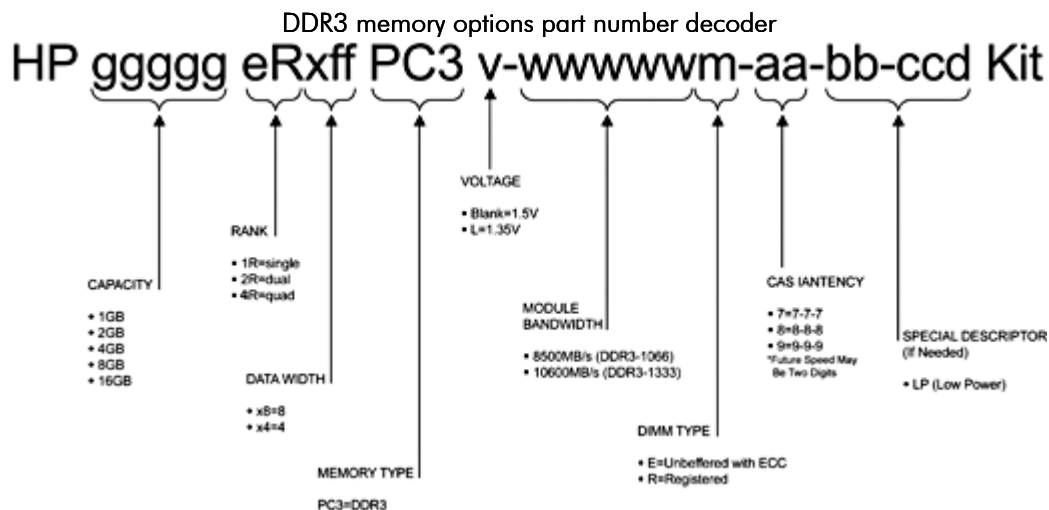 DDR3 memory options part number decoder
HP ggggg eRxff PC3 v-wwwwwm-aa-bb-ccd Kit
VOLTAGE
▪ Blank=1.5V
▪ L=1.35V
RANK
▪ 1R=single
▪ 2R=dual
▪ 4R=quad
CAPACITY
+ 1GB
+ 2GB
+ 4GB
+ 8GB
+ 16GB
CAS IANTENCY
▪ 7=7-7-7
▪ 8=8-8-8
▪ 9=9-9-9
*Future Speed May
Be Two Digits
MODULE
BANDWIDTH
▪ 8500MB/s (DDR3-1066)
▪ 10600MB/s (DDR3-1333)
SPECIAL DESCRIPTOR
(If Needed)
▪ LP (Low Power)
DATA WIDTH
+ x8=8
+ x4=4
DIMM TYPE
▪ E=Unbeffered with ECC
▪ R=Registered
MEMORY TYPE
PC3=DDR3